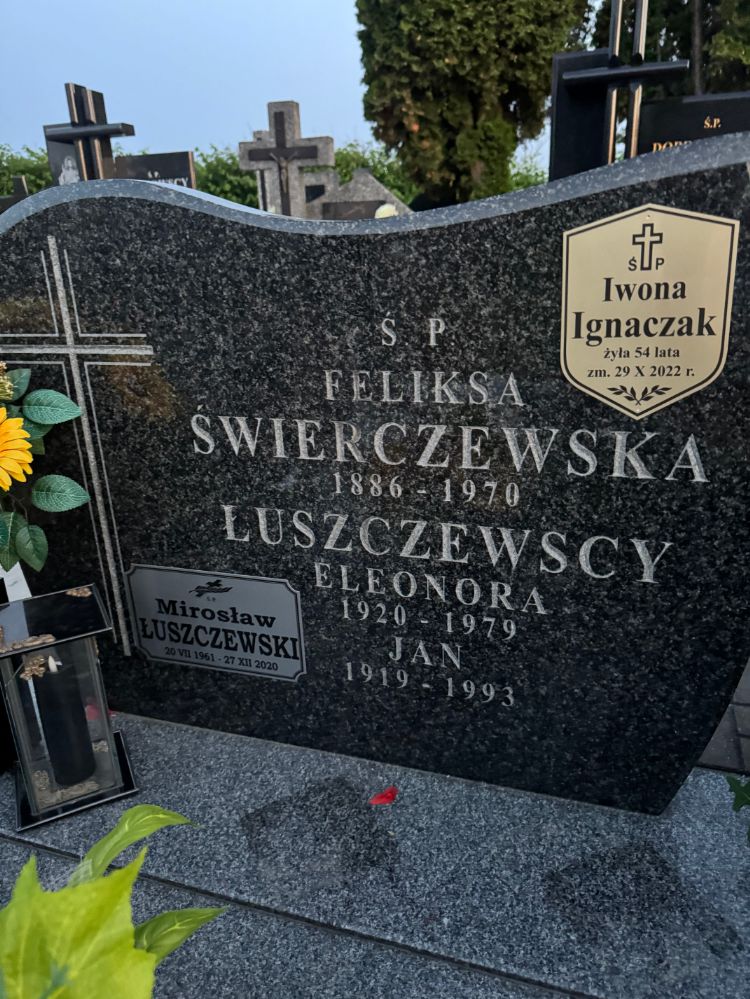 Ś.P.
Ś P
Iwona
Ignaczak
żyła 54 lata
zm. 29 X 2022 r.
Ś P
FELIKSA
ŚWIERCZEWSKA
1886 - 1970
ŁUSZCZEWSCY
ELEONORA
1920 - 1979
JAN
1919 - 1993
Ś.P.
Mirosław
ŁUSZCZEWSKI
20 VII 1961 - 27 XII 2020